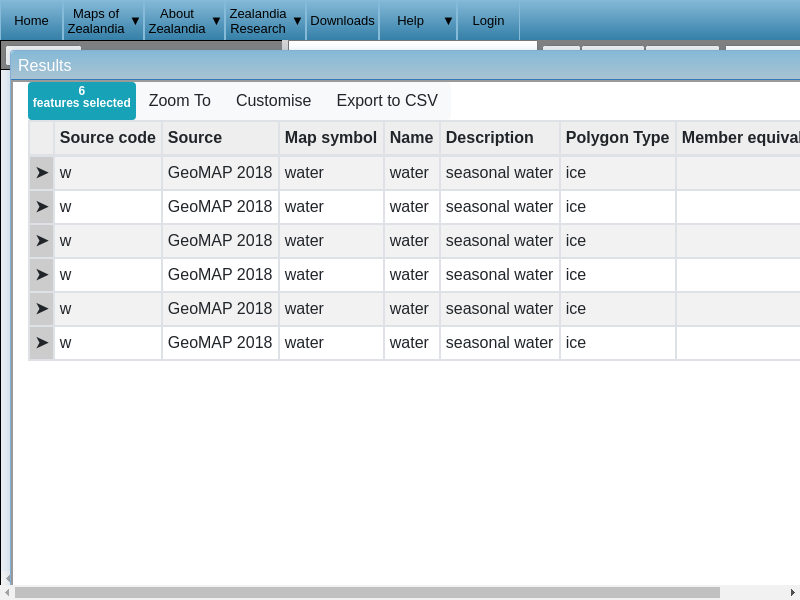 Home
Maps of Zealandia ▼
About Zealandia ▼
Zealandia Research ▼
Downloads
Help ▼
Login
Results
6
features selected
Zoom To
Customise
Export to CSV
Source code Source Map symbol Name Description Polygon Type Member equival
➤ w GeoMAP 2018 water water seasonal water ice
➤ w GeoMAP 2018 water water seasonal water ice
➤ w GeoMAP 2018 water water seasonal water ice
➤ w GeoMAP 2018 water water seasonal water ice
➤ w GeoMAP 2018 water water seasonal water ice
➤ w GeoMAP 2018 water water seasonal water ice